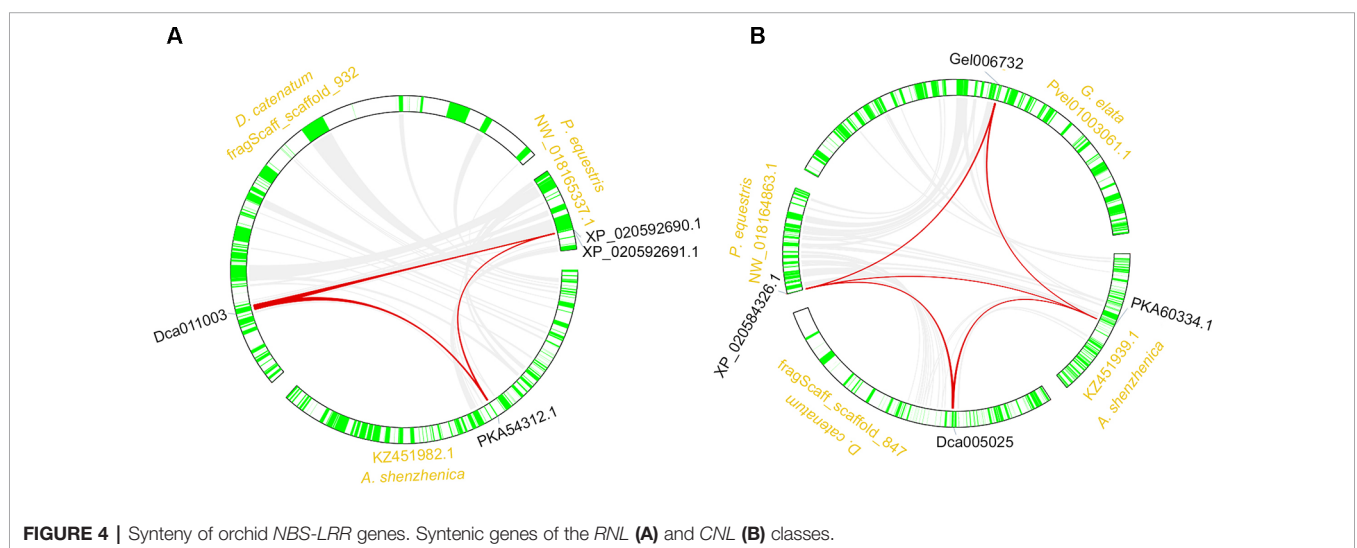 A
D. catenatum
fragScaff_scaffold_932
P. equestris
NW_018165337.1
XP_020592690.1
XP_020592691.1
Dca011003
PKA54312.1
KZ451982.1
A. shenzhenica
B
Gel006732
G. elata
Pvel01003061.1
P. equestris
NW_018164863.1
XP_020584326.1
PKA60334.1
KZ451939.1
A. shenzhenica
fragScaff_scaffold_847
D. catenatum
Dca005025
FIGURE 4 | Synteny of orchid NBS-LRR genes. Syntenic genes of the RNL (A) and CNL (B) classes.